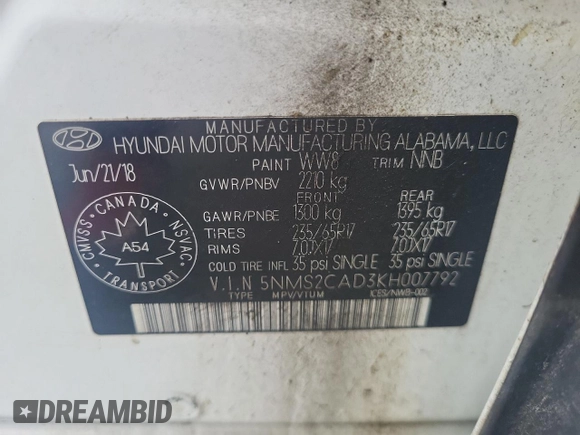 MANUFACTURED BY
HYUNDAI MOTOR MANUFACTURING ALABAMA, LLC
Jun/21/18
PAINT WW8 TRIM NNB
GVWR/PNBV 2210 kg
FRONT REAR
GAWR/PNBE 1300 kg 1395 kg
TIRES 235/65R17 235/65R17
RIMS 7.0JX17 7.0JX17
COLD TIRE INFL 35 psi SINGLE 35 psi SINGLE
V.I.N 5NMS2CAD3KH007792
TYPE MPV/VTUM
ICES/NWB-002
CANADA
CMVSS NSVAC
A54
DREAMBID